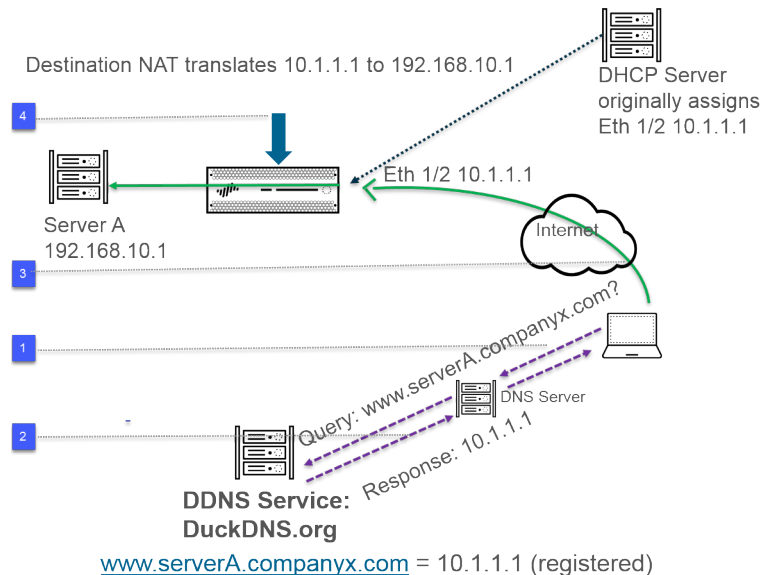 Destination NAT translates 10.1.1.1 to 192.168.10.1
DHCP Server
originally assigns
Eth 1/2 10.1.1.1
4
Eth 1/2 10.1.1.1
Server A
192.168.10.1
Internet
3
1
Query: www.serverA.companyx.com?
DNS Server
2
Response: 10.1.1.1
DDNS Service:
DuckDNS.org
www.serverA.companyx.com = 10.1.1.1 (registered)